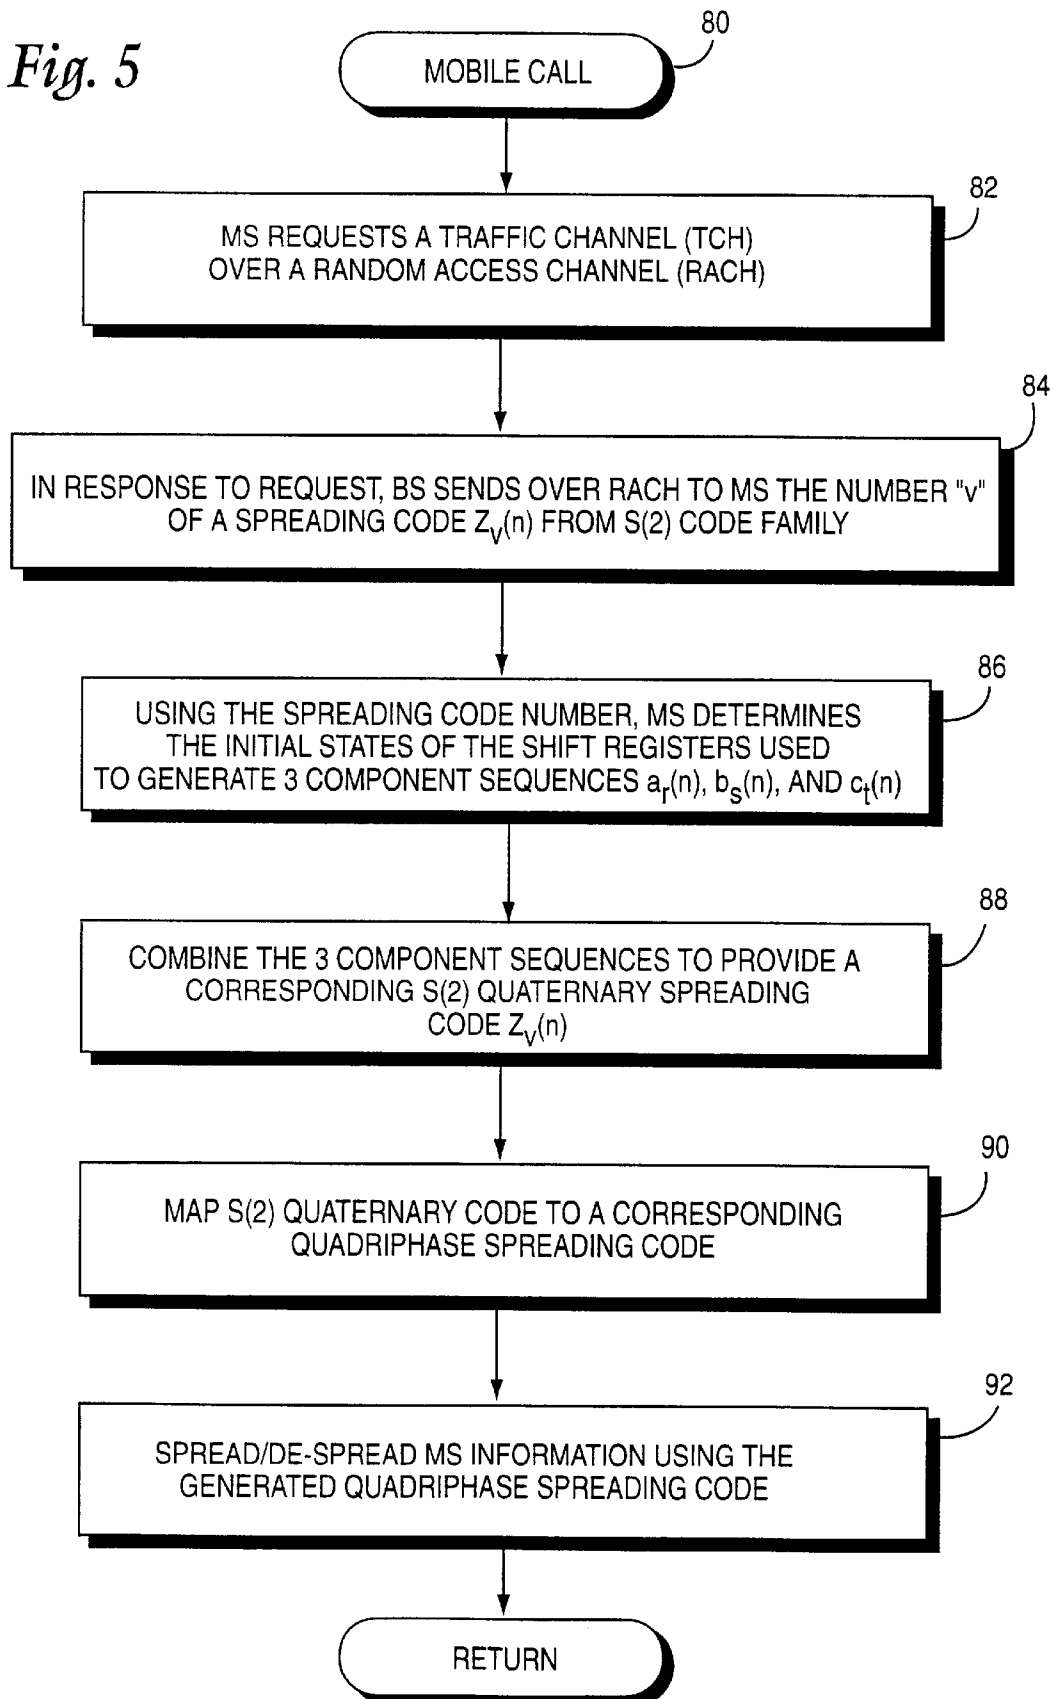 Fig. 5
80
MOBILE CALL
82
MS REQUESTS A TRAFFIC CHANNEL (TCH)
OVER A RANDOM ACCESS CHANNEL (RACH)
84
IN RESPONSE TO REQUEST, BS SENDS OVER RACH TO MS THE NUMBER "v"
OF A SPREADING CODE Zv(n) FROM S(2) CODE FAMILY
86
USING THE SPREADING CODE NUMBER, MS DETERMINES
THE INITIAL STATES OF THE SHIFT REGISTERS USED
TO GENERATE 3 COMPONENT SEQUENCES ar(n), bs(n), AND ct(n)
88
COMBINE THE 3 COMPONENT SEQUENCES TO PROVIDE A
CORRESPONDING S(2) QUATERNARY SPREADING
CODE Zv(n)
90
MAP S(2) QUATERNARY CODE TO A CORRESPONDING
QUADRIPHASE SPREADING CODE
92
SPREAD/DE-SPREAD MS INFORMATION USING THE
GENERATED QUADRIPHASE SPREADING CODE
RETURN